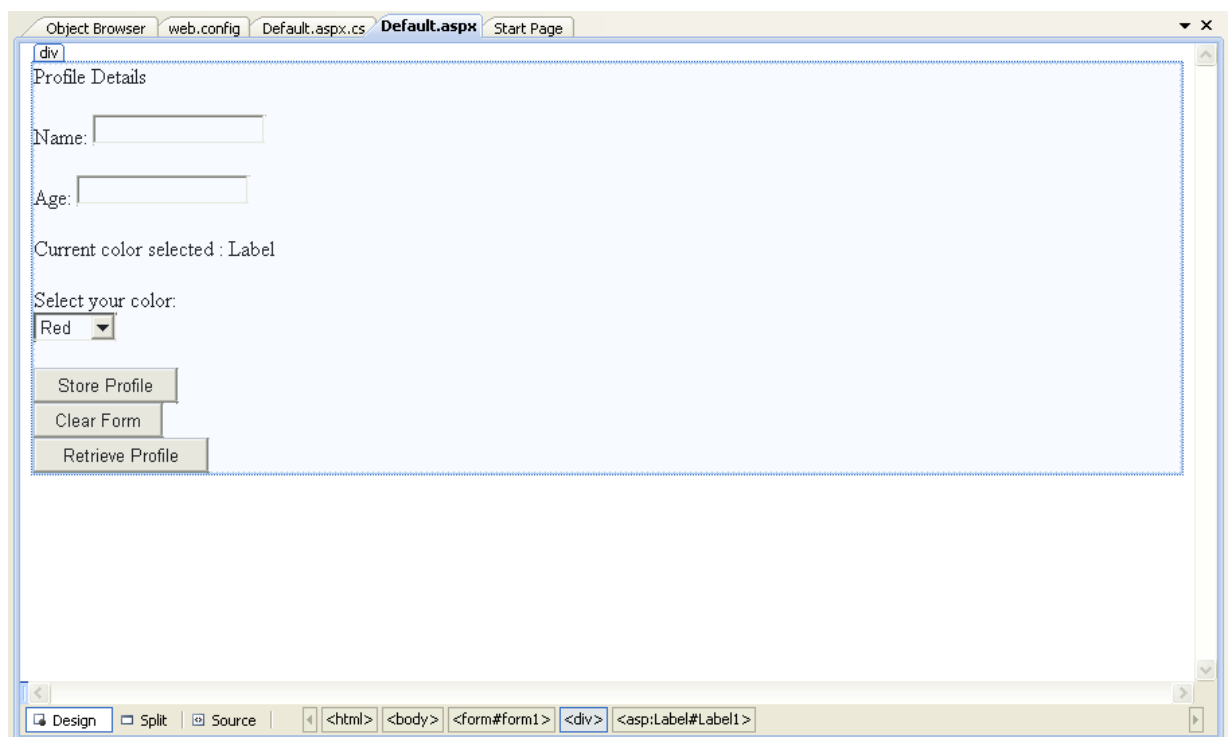 Object Browser web.config Default.aspx.cs Default.aspx Start Page
div
Profile Details
Name:
Age:
Current color selected : Label
Select your color:
Red
Store Profile
Clear Form
Retrieve Profile
Design Split Source <html> <body> <form#form1> <div> <asp:Label#Label1>